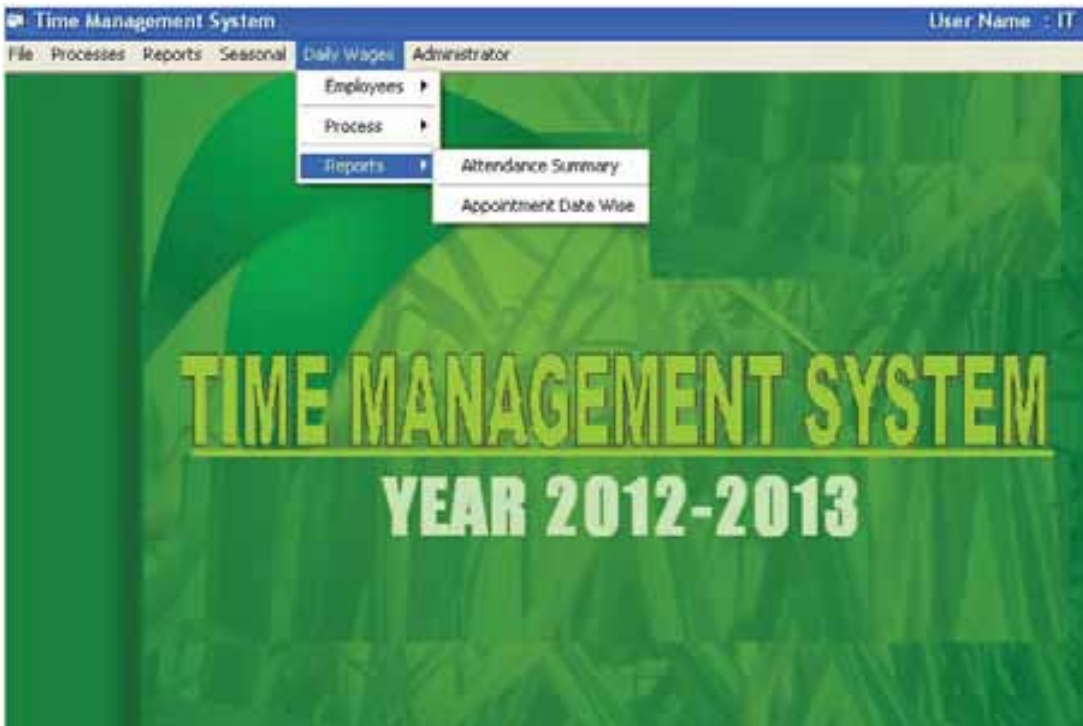 Time Management System User Name : IT
File Processes Reports Seasonal Daily Wages Administrator
Employees
Process
Reports Attendance Summary
Appointment Date Wise
TIME MANAGEMENT SYSTEM
YEAR 2012-2013